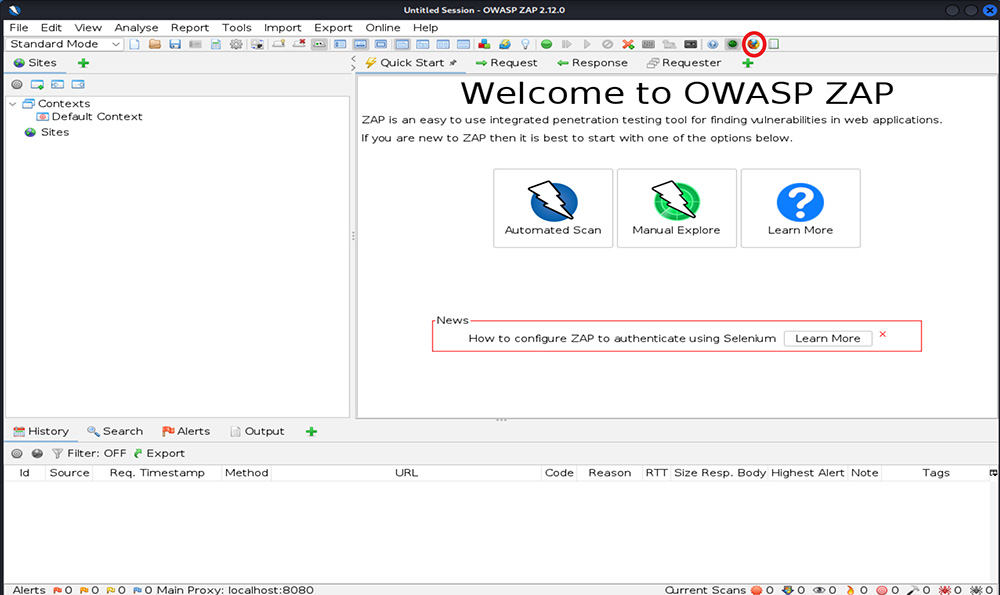 Untitled Session - OWASP ZAP 2.12.0
File Edit View Analyse Report Tools Import Export Online Help
Standard Mode
Sites
Quick Start Request Response Requester
Contexts
Default Context
Sites
Welcome to OWASP ZAP
ZAP is an easy to use integrated penetration testing tool for finding vulnerabilities in web applications.
If you are new to ZAP then it is best to start with one of the options below.
Automated Scan Manual Explore Learn More
News
How to configure ZAP to authenticate using Selenium Learn More
History Search Alerts Output
Filter: OFF Export
Id Source Req. Timestamp Method URL Code Reason RTT Size Resp. Body Highest Alert Note Tags
Alerts 0 0 0 0 Main Proxy: localhost:8080 Current Scans 0 0 0 0 0 0 0 0